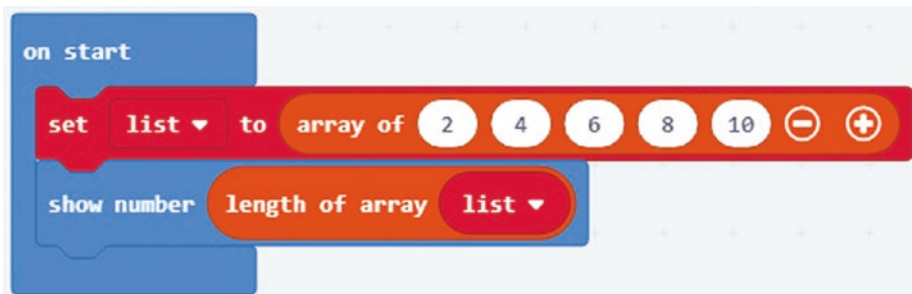 on start
set list to array of 2 4 6 8 10
show number length of array list